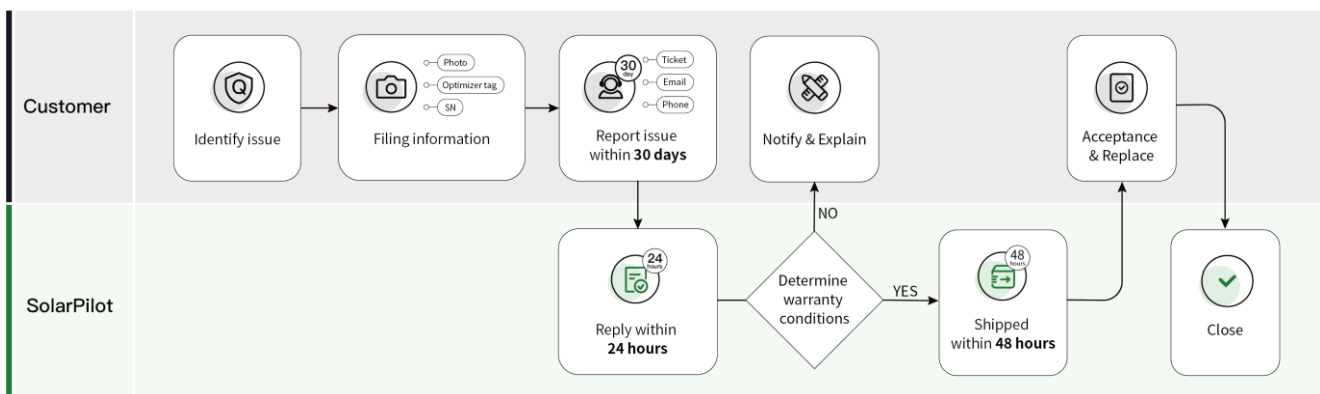 Customer
Identify issue
Photo
Optimizer tag
SN
Filing information
30
day
Ticket
Email
Phone
Report issue
within 30 days
Notify & Explain
Acceptance
& Replace
SolarPilot
24
hours
Reply within
24 hours
Determine
warranty
conditions
NO
YES
48
hours
Shipped
within 48 hours
Close